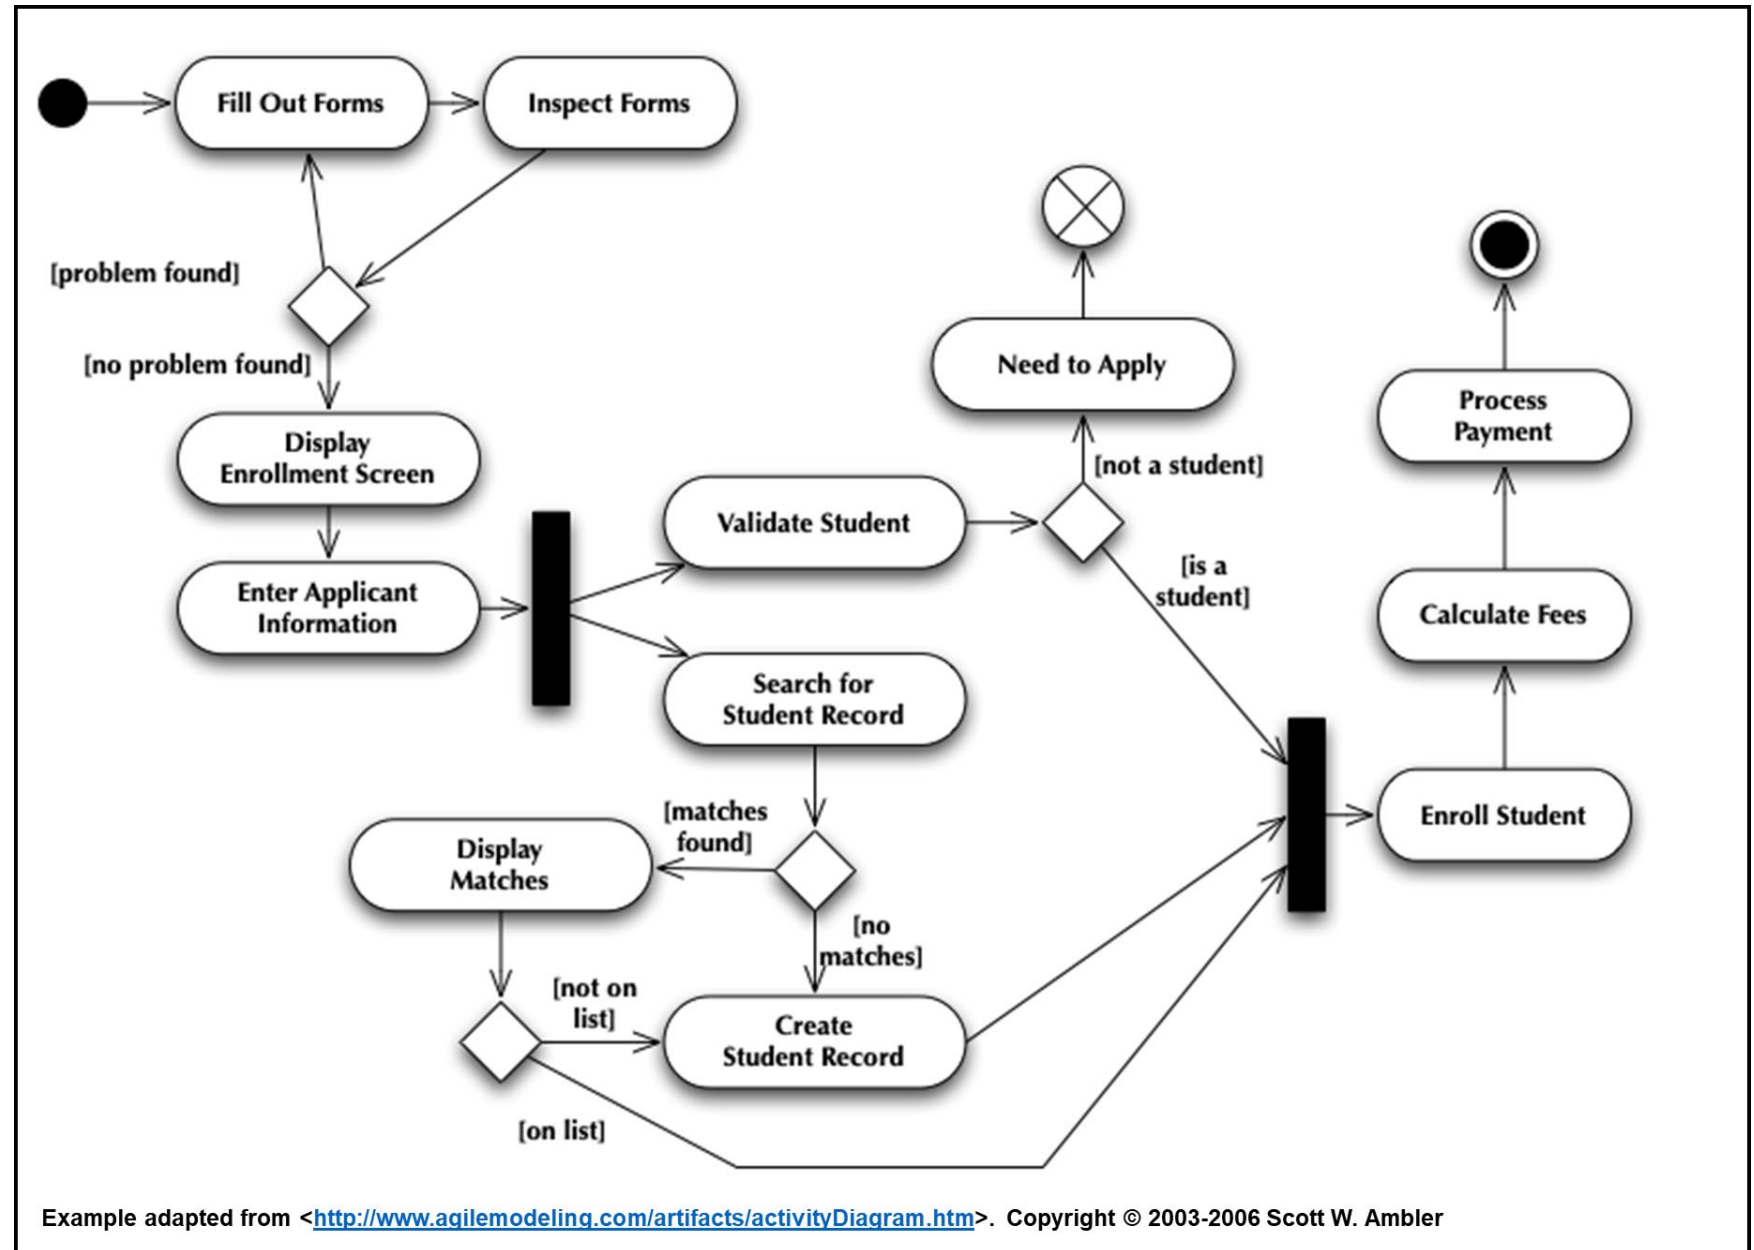 Fill Out Forms
Inspect Forms
[problem found]
[no problem found]
Display
Enrollment Screen
Enter Applicant
Information
Validate Student
Need to Apply
[not a student]
[is a
student]
Search for
Student Record
[matches
found]
Display
Matches
[no
matches]
[not on
list]
Create
Student Record
[on list]
Process
Payment
Calculate Fees
Enroll Student
Example adapted from <http://www.agilemodeling.com/artifacts/activityDiagram.htm>. Copyright © 2003-2006 Scott W. Ambler